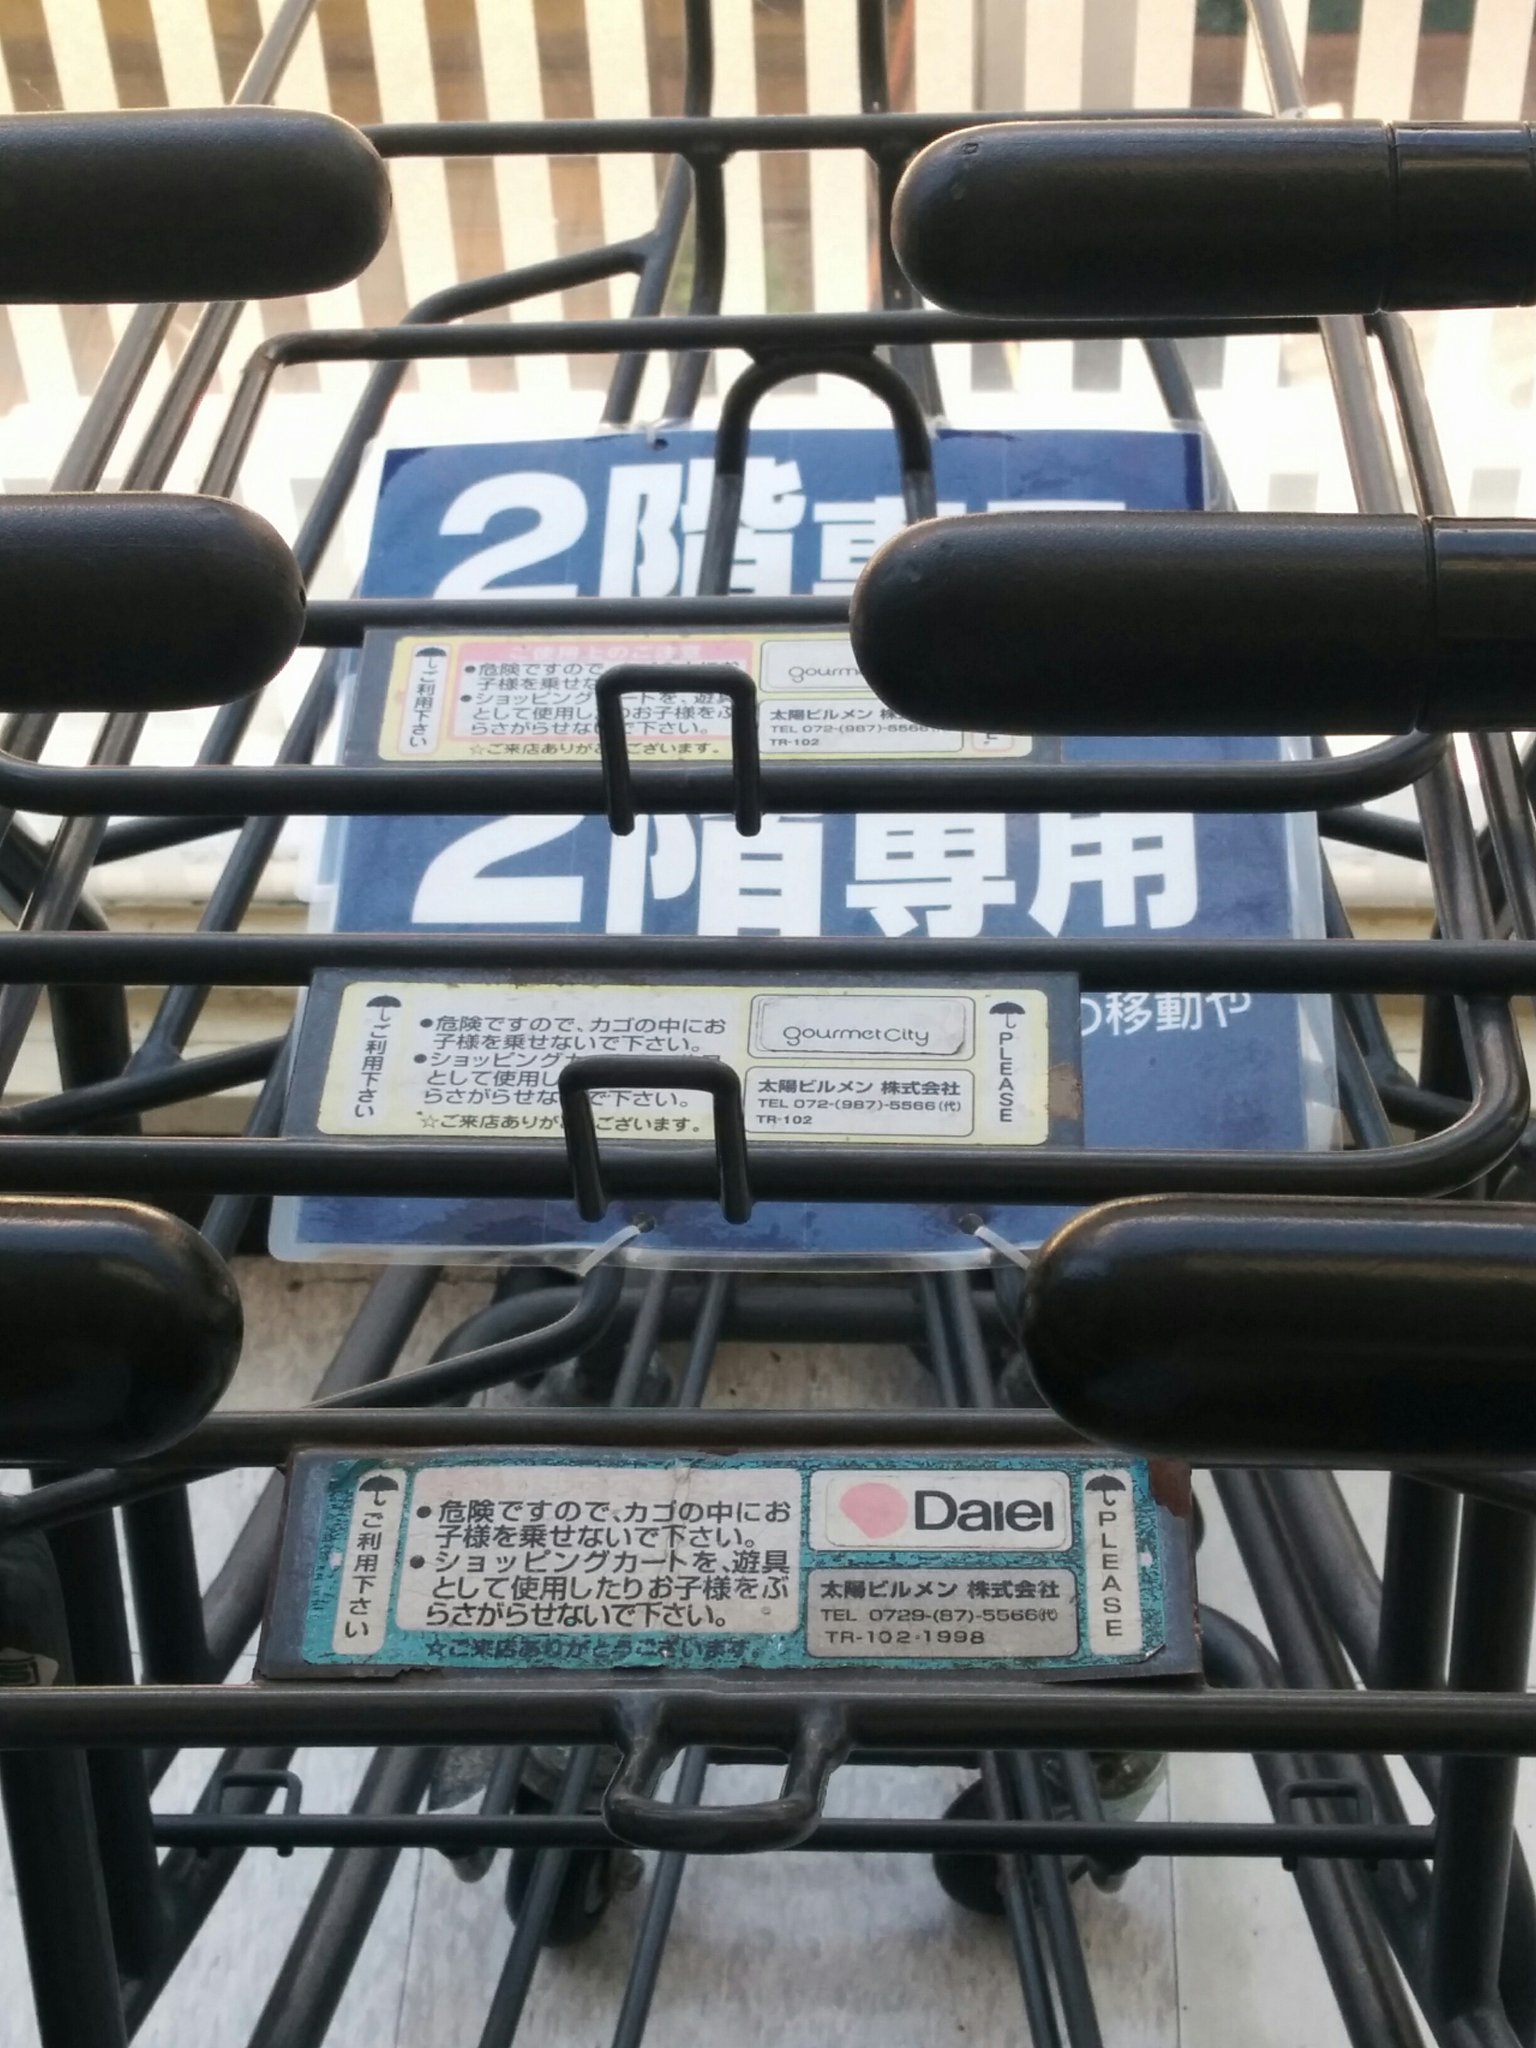 2階専
ご利用下さい
ご使用上のご注意
●危険ですので、
子様を乗せな
●ショッピングカートを、遊具
として使用し
らさがらせないで下さい。
☆ご来店ありが ございます。
太陽ビルメン
TEL 072-(987)-5566
TR-102
2階専用
の移動や
ご利用下さい
●危険ですので、カゴの中にお
子様を乗せないで下さい。
●ショッピング
として使用し
らさがらせな で下さい。
☆ご来店ありが ございます。
gourmetCity
太陽ビルメン 株式会社
TEL 072-(987)-5566(代)
TR-102
PLEASE
ご利用下さい
●危険ですので、カゴの中にお
子様を乗せないで下さい。
●ショッピングカートを、遊具
として使用したりお子様をぶ
らさがらせないで下さい。
☆ご来店ありがとうございます。
Daiei
太陽ビルメン 株式会社
TEL 0729-(87)-5566(代)
TR-102-1998
PLEASE